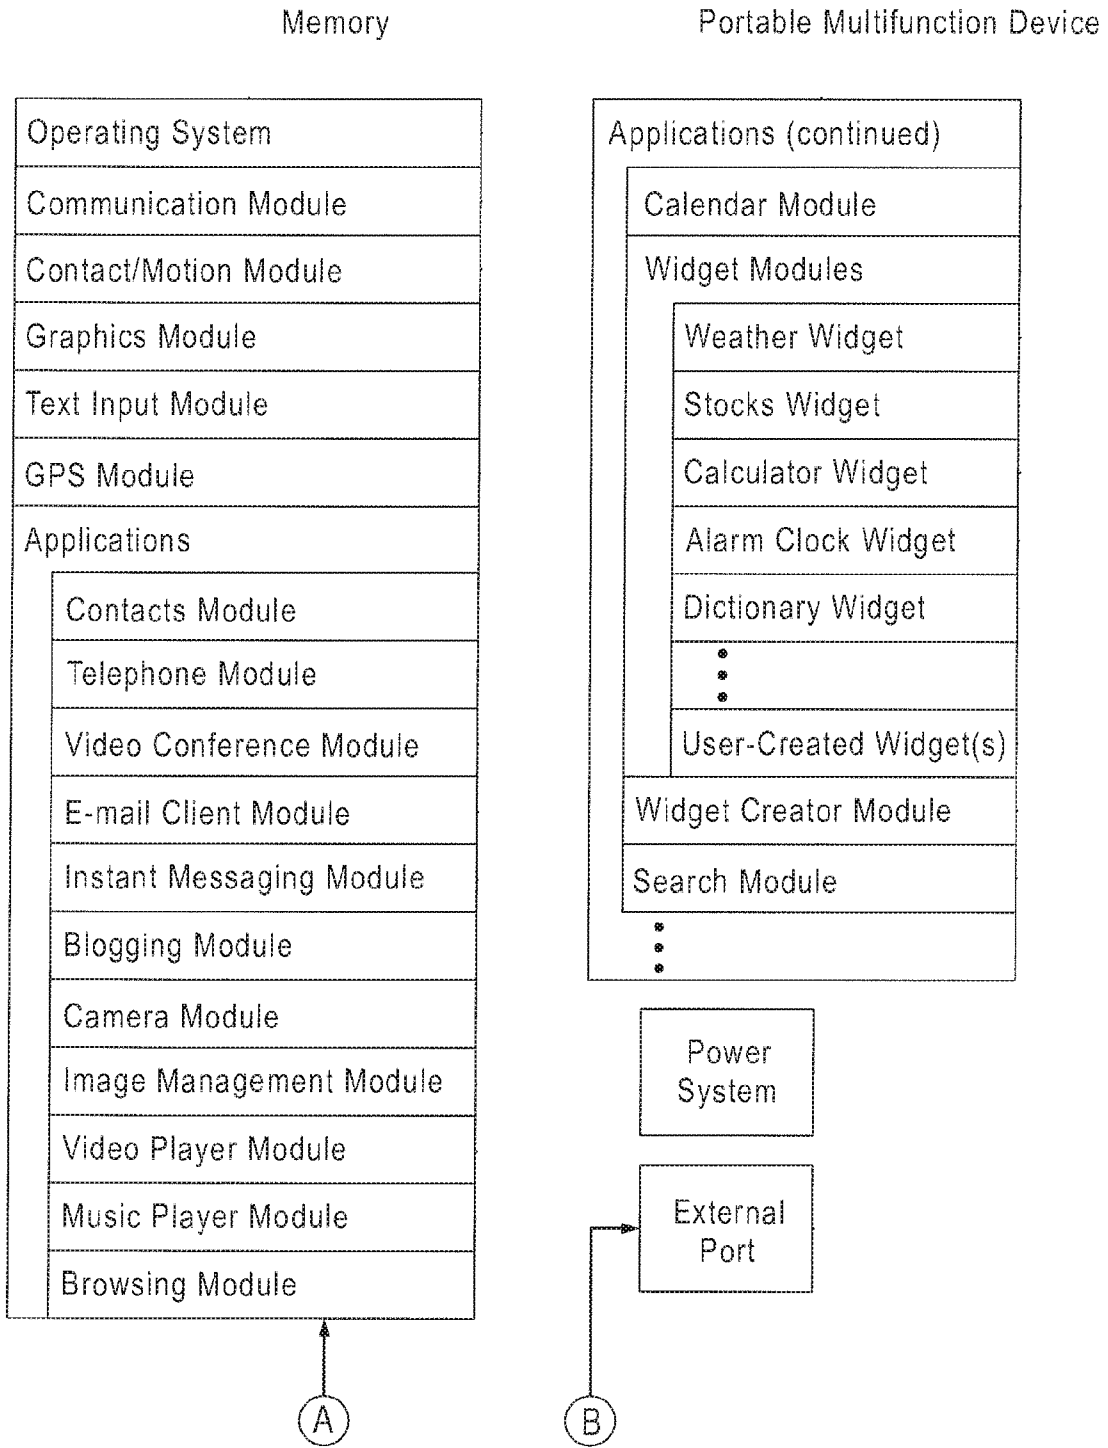 Memory
Portable Multifunction Device
Operating System
Communication Module
Contact/Motion Module
Graphics Module
Text Input Module
GPS Module
Applications
Contacts Module
Telephone Module
Video Conference Module
E-mail Client Module
Instant Messaging Module
Blogging Module
Camera Module
Image Management Module
Video Player Module
Music Player Module
Browsing Module
A
Applications (continued)
Calendar Module
Widget Modules
Weather Widget
Stocks Widget
Calculator Widget
Alarm Clock Widget
Dictionary Widget
User-Created Widget(s)
Widget Creator Module
Search Module
Power
System
External
Port
B